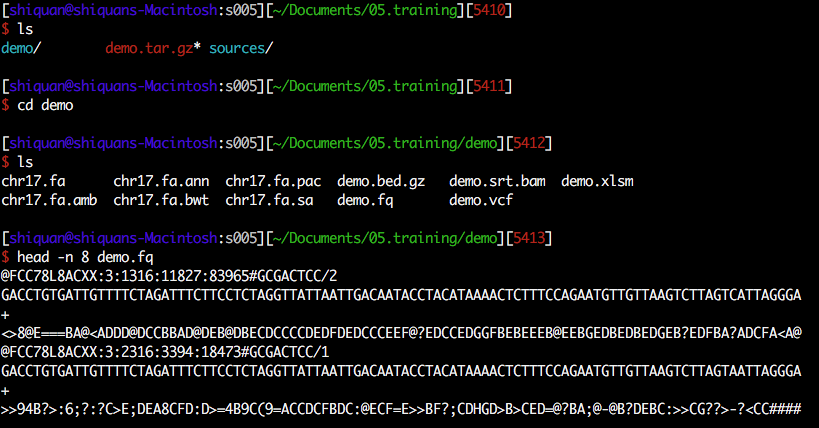 [shiquan@shiquans-Macintosh:s005][~/Documents/05.training][5410]
$ ls
demo/ demo.tar.gz* sources/
[shiquan@shiquans-Macintosh:s005][~/Documents/05.training][5411]
$ cd demo
[shiquan@shiquans-Macintosh:s005][~/Documents/05.training/demo][5412]
$ ls
chr17.fa chr17.fa.ann chr17.fa.pac demo.bed.gz demo.srt.bam demo.xlsm
chr17.fa.amb chr17.fa.bwt chr17.fa.sa demo.fq demo.vcf
[shiquan@shiquans-Macintosh:s005][~/Documents/05.training/demo][5413]
$ head -n 8 demo.fq
@FCC78L8ACXX:3:1316:11827:83965#GCGACTCC/2
GACCTGTGATTGTTTTCTAGATTTCTTCCTCTAGGTTATTAATTGACAATACCTACATAAAACTCTTTCCAGAATGTTGTTAAGTCTTAGTCATTAGGGA
+
<>8@E===BA@<ADDD@DCCBBAD@DEB@DBECDCCCCDEDFDEDCCCEEF@?EDCCEDGGFBEBEEEB@EEBGEDBEDBEDGEB?EDFBA?ADCFA<A@
@FCC78L8ACXX:3:2316:3394:18473#GCGACTCC/1
GACCTGTGATTGTTTTCTAGATTTCTTCCTCTAGGTTATTAATTGACAATACCTACATAAAACTCTTTCCAGAATGTTGTTAAGTCTTAGTAATTAGGGA
+
>>94B?>:6;?:?C>E;DEA8CFD:D>=4B9CC(9=ACCDCFBDC:@ECF=E>>BF?;CDHGD>B>CED=@?BA;@-@B?DEBC:>>CG??>-?<CC####